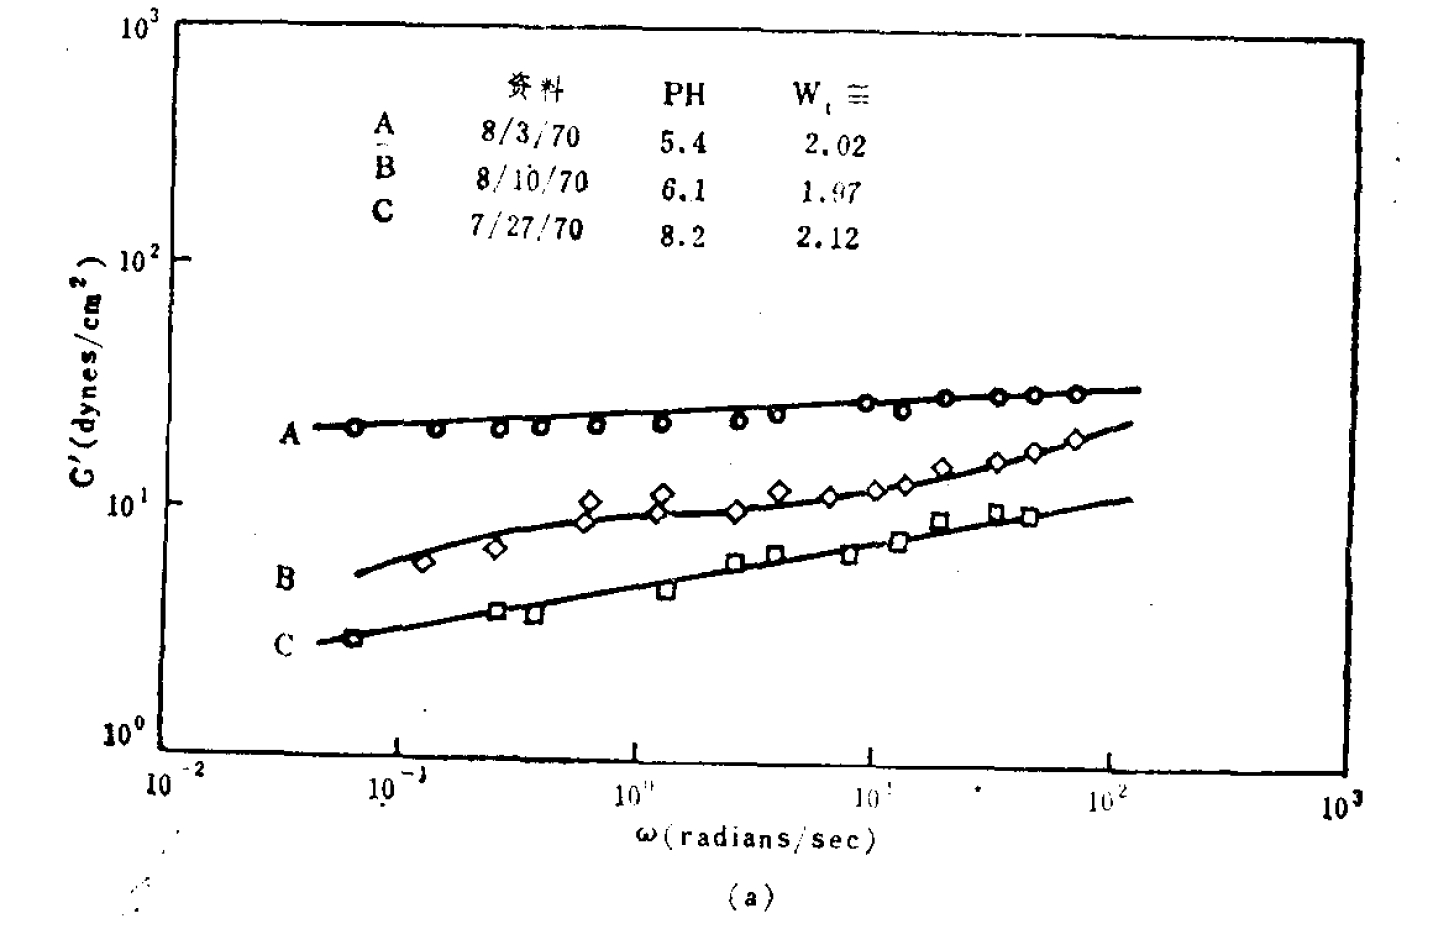 10³
资料 PH Wₜ ≡
A 8/3/70 5.4 2.02
B 8/10/70 6.1 1.97
C 7/27/70 8.2 2.12
10²
G′(dynes/cm²)
A
10¹
B
C
10⁰
10⁻² 10⁻¹ 10⁰ 10¹ 10² 10³
ω(radians/sec)
(a)